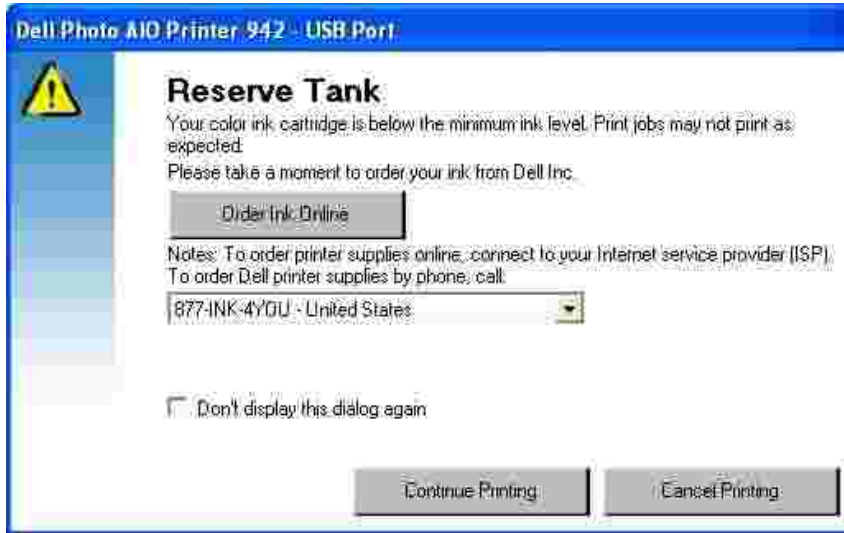 Dell Photo AIO Printer 942 - USB Port
Reserve Tank
Your color ink cartridge is below the minimum ink level. Print jobs may not print as
expected.
Please take a moment to order your ink from Dell Inc.
Order Ink Online
Notes: To order printer supplies online, connect to your Internet service provider (ISP).
To order Dell printer supplies by phone, call:
877-INK-4YOU - United States
Don't display this dialog again
Continue Printing
Cancel Printing